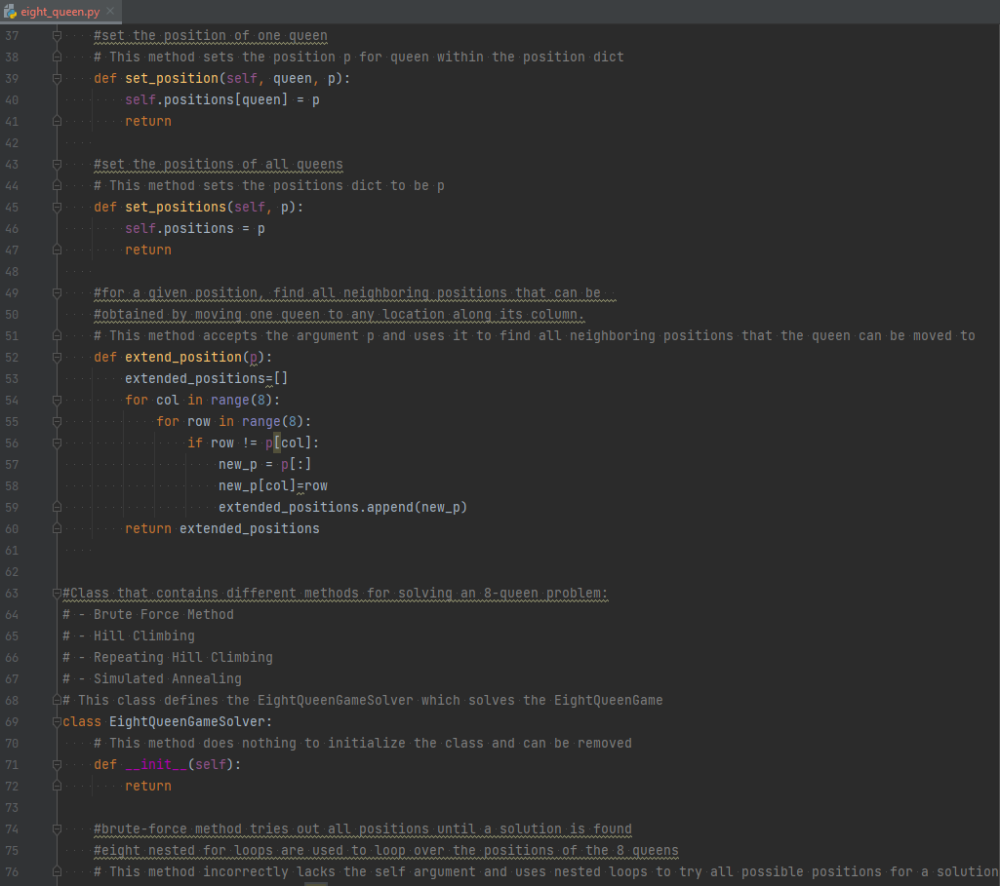 eight_queen.py
37 #set the position of one queen
38 # This method sets the position p for queen within the position dict
39 def set_position(self, queen, p):
40 self.positions[queen] = p
41 return
42
43 #set the positions of all queens
44 # This method sets the positions dict to be p
45 def set_positions(self, p):
46 self.positions = p
47 return
48
49 #for a given position, find all neighboring positions that can be
50 #obtained by moving one queen to any location along its column.
51 # This method accepts the argument p and uses it to find all neighboring positions that the queen can be moved to
52 def extend_position(p):
53 extended_positions=[]
54 for col in range(8):
55 for row in range(8):
56 if row != p[col]:
57 new_p = p[:]
58 new_p[col]=row
59 extended_positions.append(new_p)
60 return extended_positions
61
62
63 #Class that contains different methods for solving an 8-queen problem:
64 # - Brute Force Method
65 # - Hill Climbing
66 # - Repeating Hill Climbing
67 # - Simulated Annealing
68 # This class defines the EightQueenGameSolver which solves the EightQueenGame
69 class EightQueenGameSolver:
70 # This method does nothing to initialize the class and can be removed
71 def __init__(self):
72 return
73
74 #brute-force method tries out all positions until a solution is found
75 #eight nested for loops are used to loop over the positions of the 8 queens
76 # This method incorrectly lacks the self argument and uses nested loops to try all possible positions for a solution